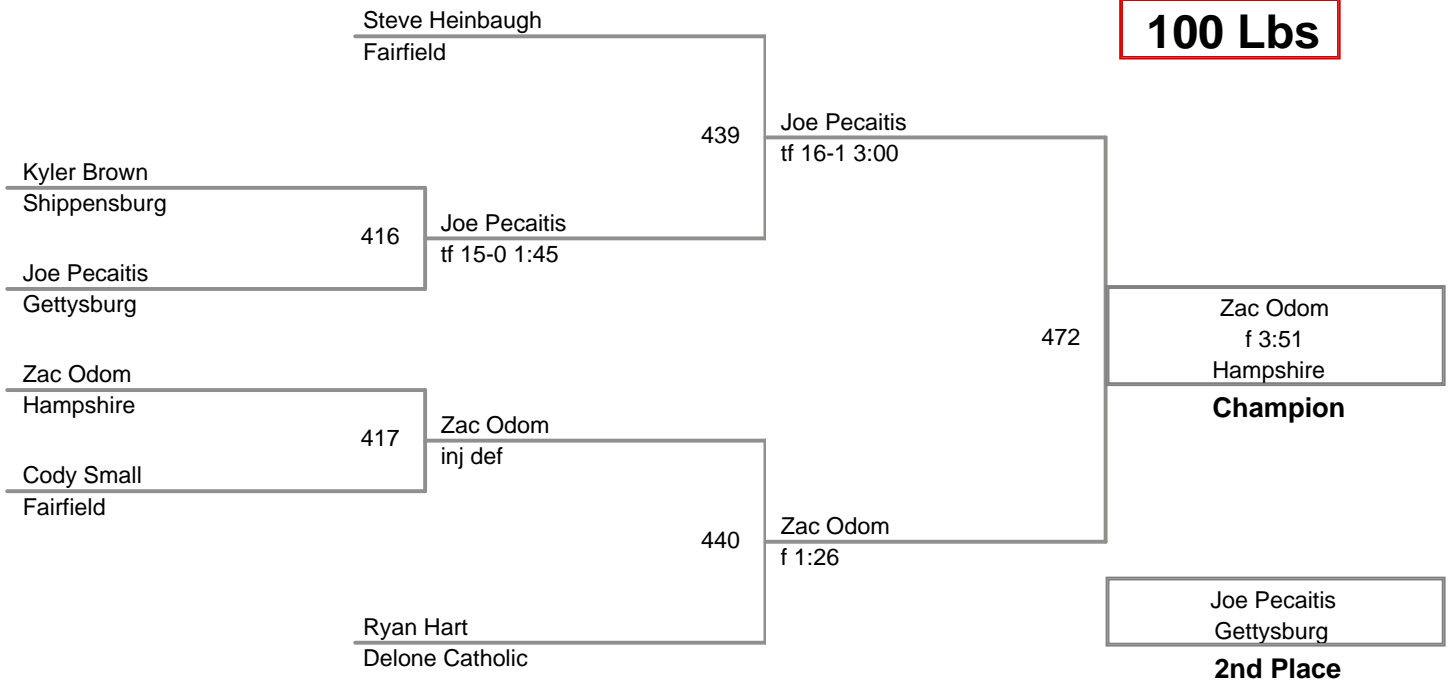 Steve Heinbaugh
Fairfield
100 Lbs
439
Joe Pecaitis
tf 16-1 3:00
Kyler Brown
Shippensburg
416
Joe Pecaitis
tf 15-0 1:45
Joe Pecaitis
Gettysburg
472
Zac Odom
f 3:51
Hampshire
Champion
Zac Odom
Hampshire
417
Zac Odom
inj def
Cody Small
Fairfield
440
Zac Odom
f 1:26
Ryan Hart
Delone Catholic
Joe Pecaitis
Gettysburg
2nd Place